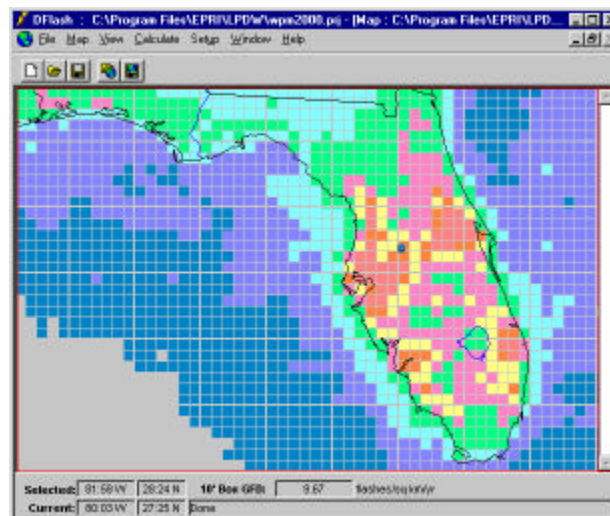 DFlash : C:\Program Files\EPRI\LPD\wf\wpm2000.prj - [Map : C:\Program Files\EPRI\LPD...
File Map View Calculate Setup Window Help
Selected: 81:58 W 28:24 N 10' Box GFD: 9.67 flashes/sq km/yr
Current: 80:03 W 27:25 N Done